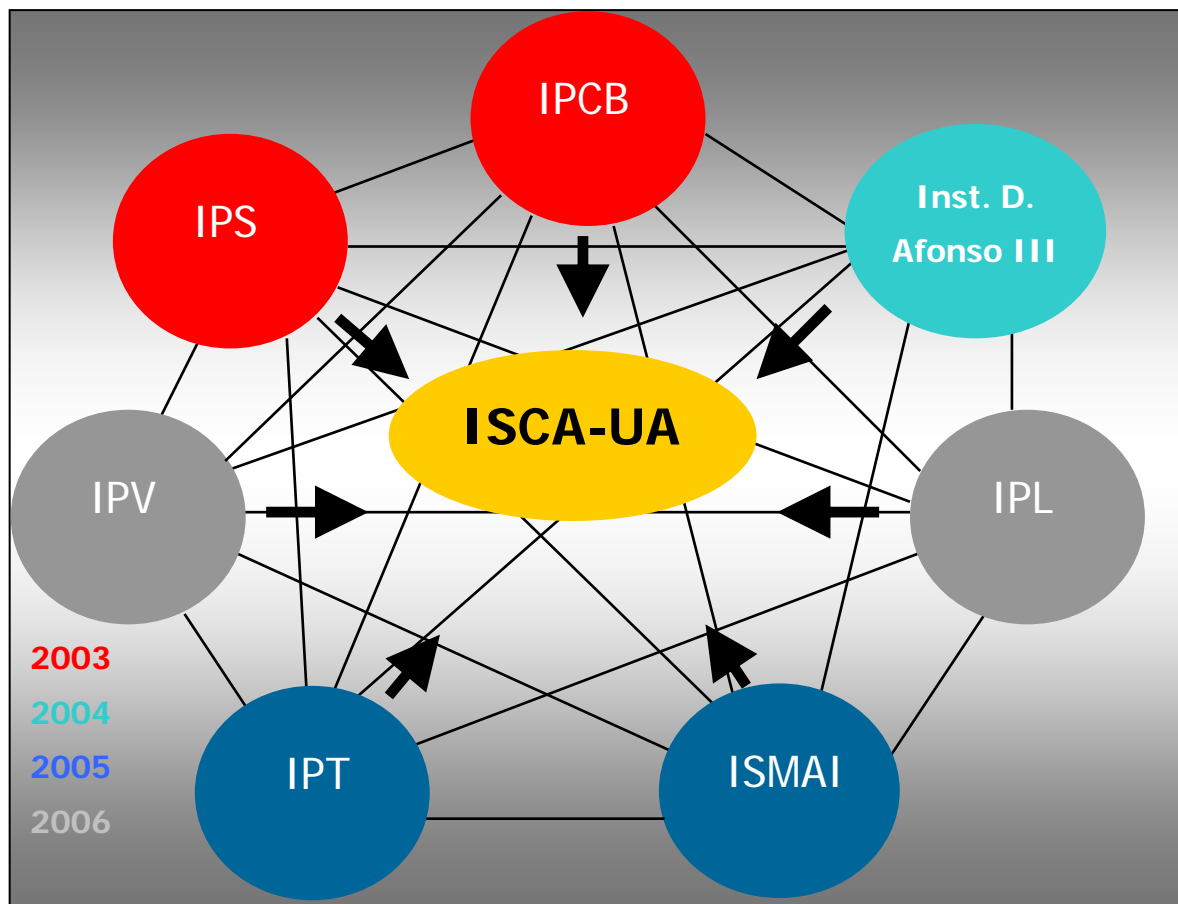 IPCB
Inst. D.
Afonso III
IPS
ISCA-UA
IPV
IPL
2003
2004
2005
2006
IPT
ISMAI